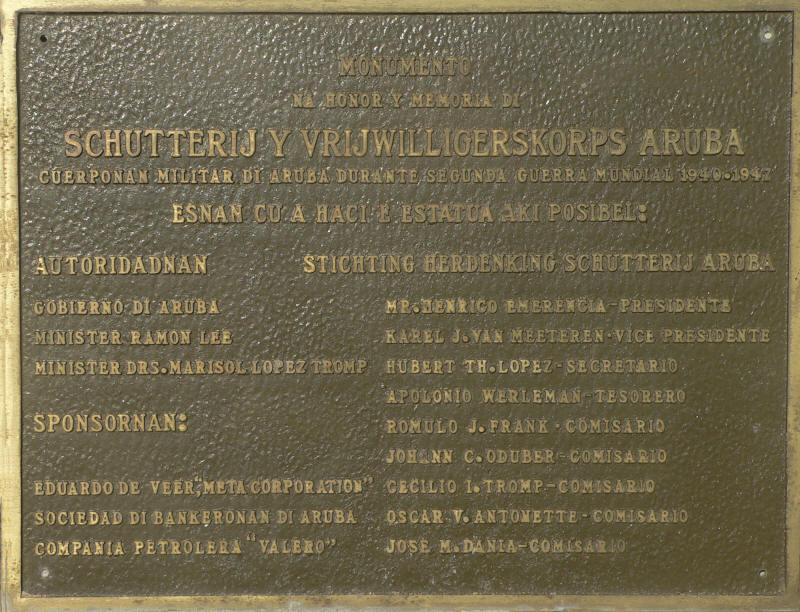 MONUMENTO
NA HONOR Y MEMORIA DI
SCHUTTERIJ Y VRIJWILLIGERSKORPS ARUBA
CUERPONAN MILITAR DI ARUBA DURANTE SEGUNDA GUERRA MUNDIAL 1940-1947
ESNAN CU A HACI E ESTATUA AKI POSIBEL:
AUTORIDADNAN
GOBIERNO DI ARUBA
MINISTER RAMON LEE
MINISTER DRS. MARISOL LOPEZ TROMP
SPONSORNAN:
EDUARDO DE VEER, "META CORPORATION"
SOCIEDAD DI BANKERONAN DI ARUBA
COMPANIA PETROLERA "VALERO"
STICHTING HERDENKING SCHUTTERIJ ARUBA
MR. HENRICO EMERENCIA-PRESIDENTE
KAREL J. VAN MEETEREN-VICE PRESIDENTE
HUBERT TH. LOPEZ-SECRETARIO
APOLONIO WERLEMAN-TESORERO
ROMULO J. FRANK-COMISARIO
JOHANN C. ODUBER-COMISARIO
CECILIO I. TROMP-COMISARIO
OSCAR V. ANTONETTE-COMISARIO
JOSE M. DANIA-COMISARIO